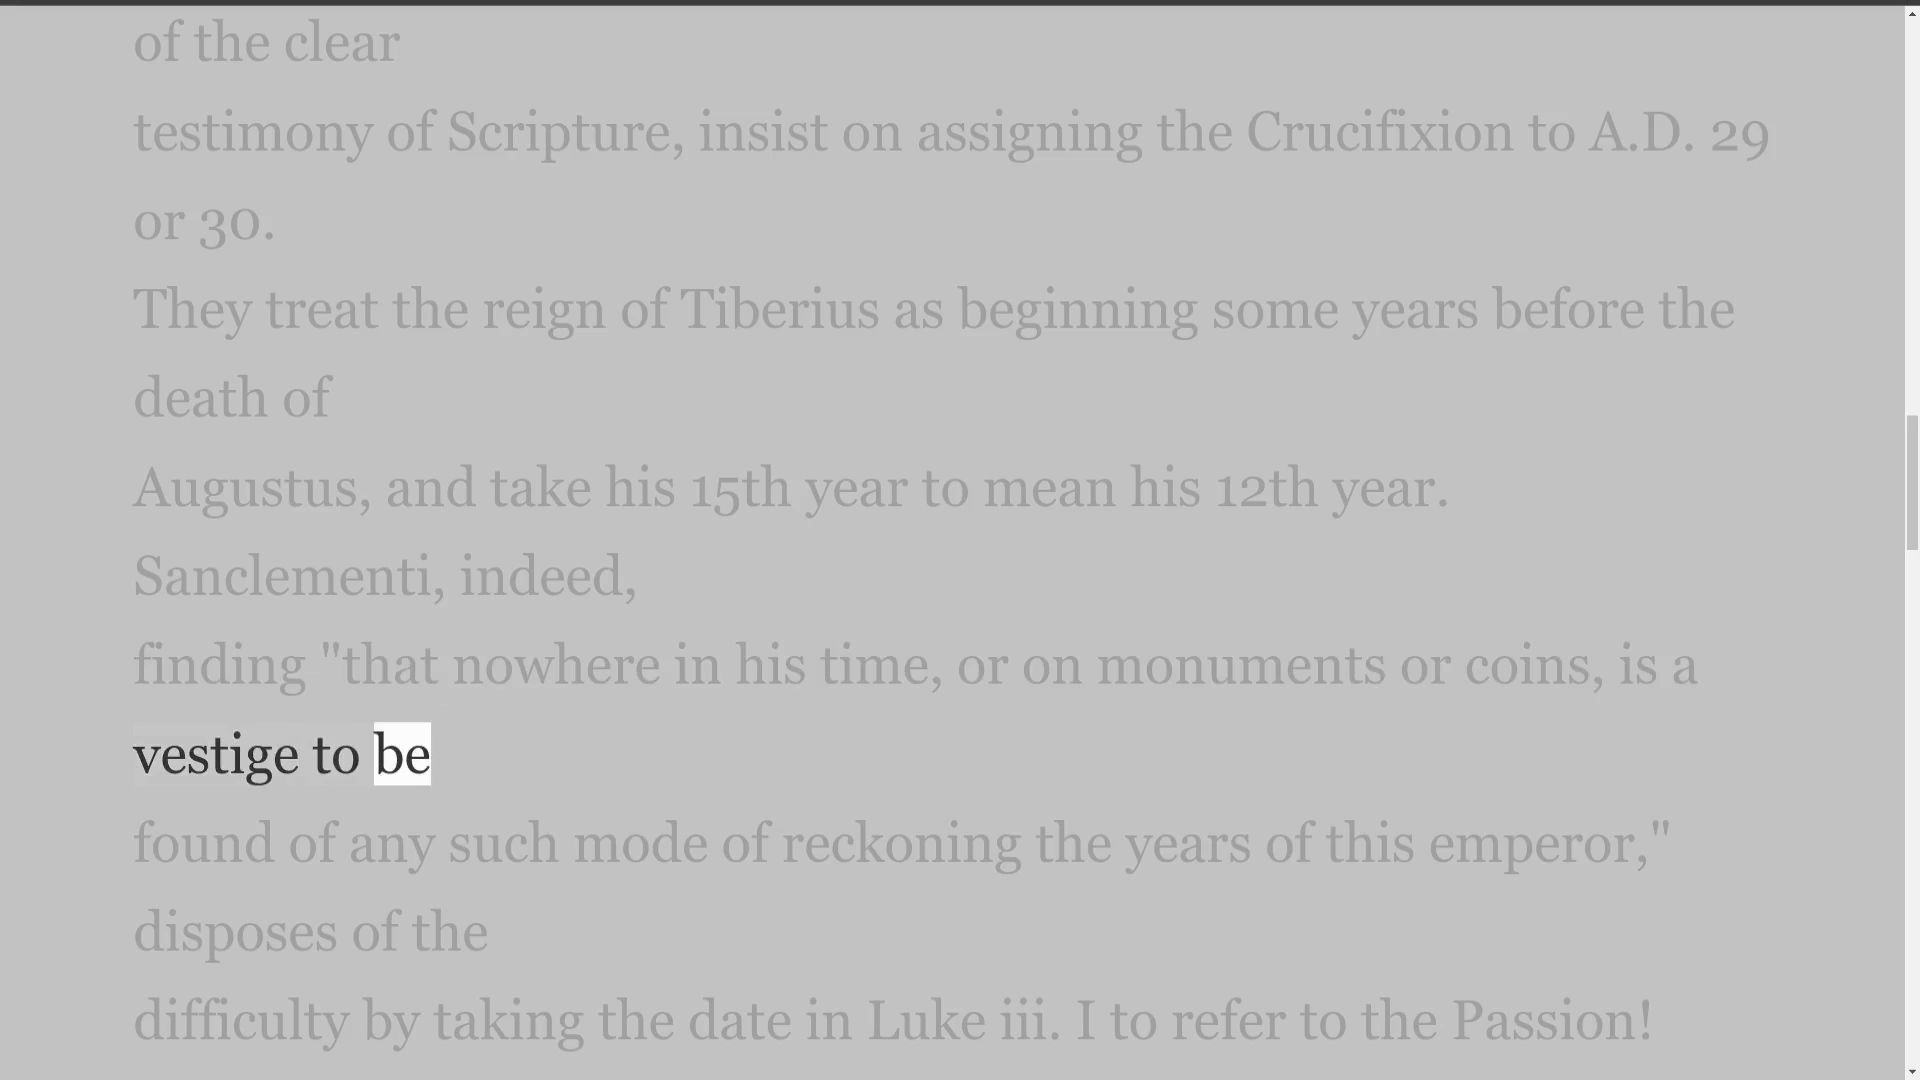 of the clear
testimony of Scripture, insist on assigning the Crucifixion to A.D. 29
or 30.
They treat the reign of Tiberius as beginning some years before the
death of
Augustus, and take his 15th year to mean his 12th year.
Sanclementi, indeed,
finding "that nowhere in his time, or on monuments or coins, is a
vestige to be
found of any such mode of reckoning the years of this emperor,"
disposes of the
difficulty by taking the date in Luke iii. I to refer to the Passion!